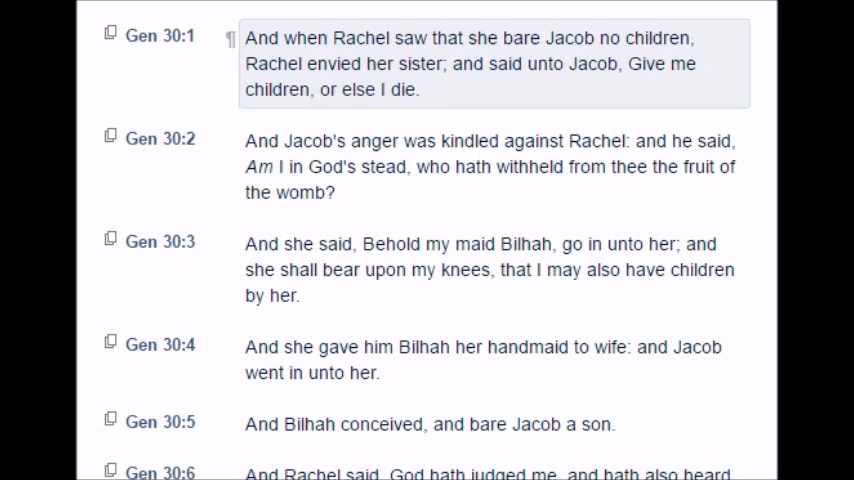 Gen 30:1 ¶ And when Rachel saw that she bare Jacob no children,
Rachel envied her sister; and said unto Jacob, Give me
children, or else I die.
Gen 30:2 And Jacob's anger was kindled against Rachel: and he said,
Am I in God's stead, who hath withheld from thee the fruit of
the womb?
Gen 30:3 And she said, Behold my maid Bilhah, go in unto her; and
she shall bear upon my knees, that I may also have children
by her.
Gen 30:4 And she gave him Bilhah her handmaid to wife: and Jacob
went in unto her.
Gen 30:5 And Bilhah conceived, and bare Jacob a son.
Gen 30:6 And Rachel said, God hath judged me, and hath also heard